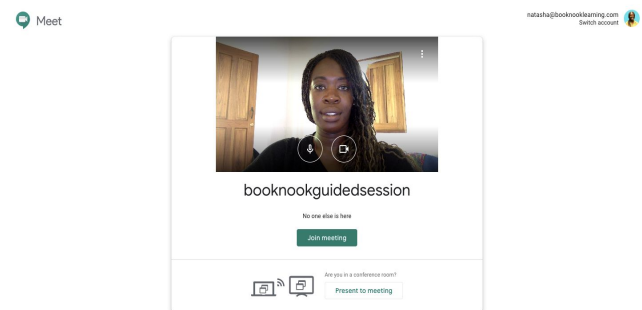 Meet
natasha@booknooklearning.com
Switch account
booknookguidedsession
No one else is here
Join meeting
Are you in a conference room?
Present to meeting